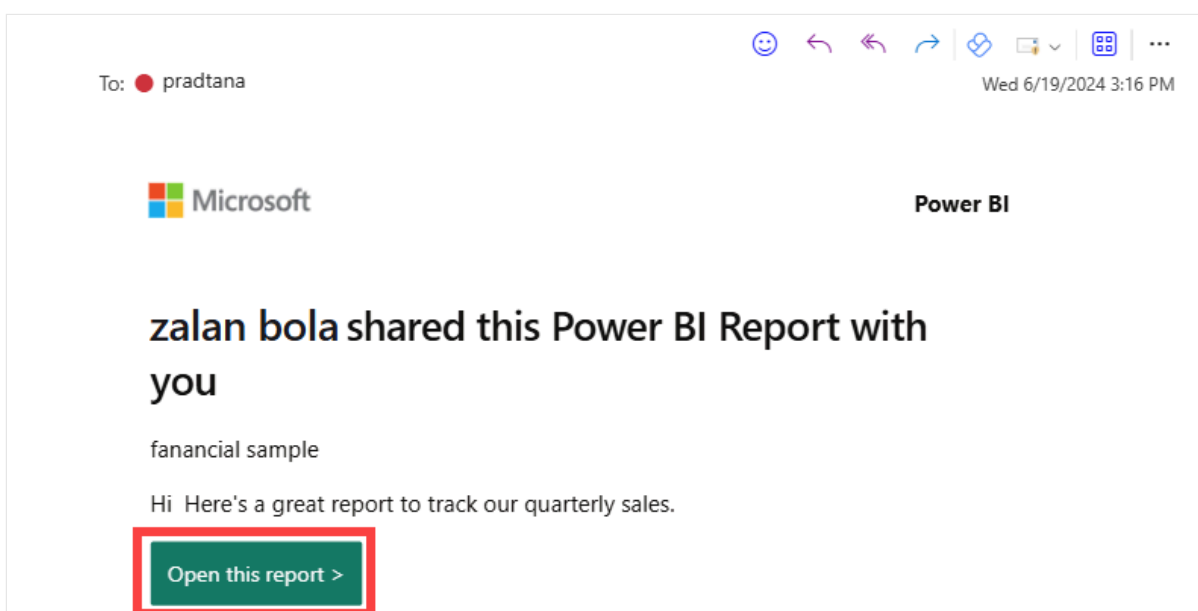 To: pradtana
Wed 6/19/2024 3:16 PM
Microsoft
Power BI
zalan bola shared this Power BI Report with
you
fanancial sample
Hi  Here's a great report to track our quarterly sales.
Open this report >